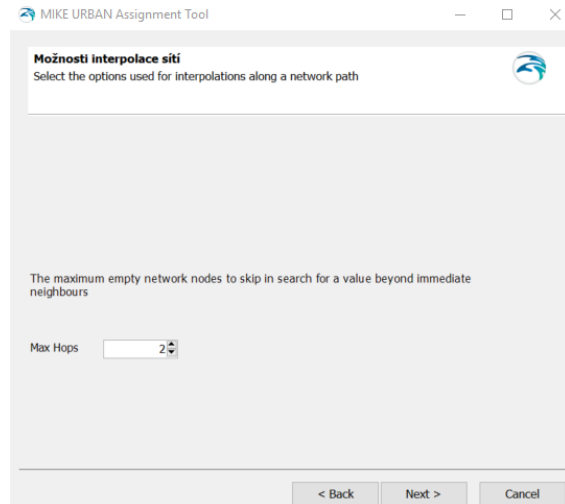 MIKE URBAN Assignment Tool
Možnosti interpolace sítí
Select the options used for interpolations along a network path
The maximum empty network nodes to skip in search for a value beyond immediate
neighbours
Max Hops 2
< Back Next > Cancel